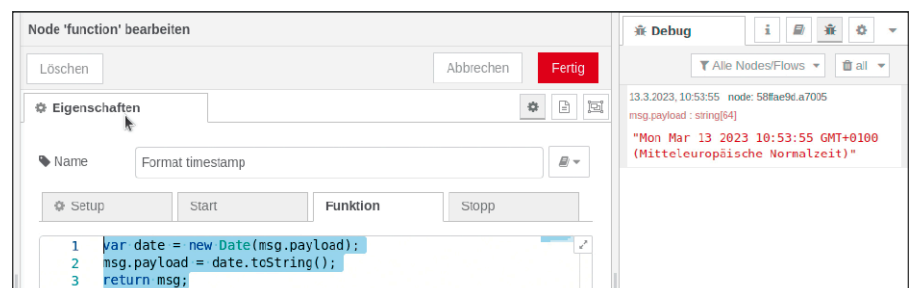 Node 'function' bearbeiten
Löschen
Abbrechen
Fertig
Eigenschaften
Name
Format timestamp
Setup
Start
Funktion
Stopp
1 var date = new Date(msg.payload);
2 msg.payload = date.toString();
3 return msg;
Debug
i
Alle Nodes/Flows
all
13.3.2023, 10:53:55 node: 58ffae9d.a7005
msg.payload : string[64]
"Mon Mar 13 2023 10:53:55 GMT+0100
(Mitteleuropäische Normalzeit)"